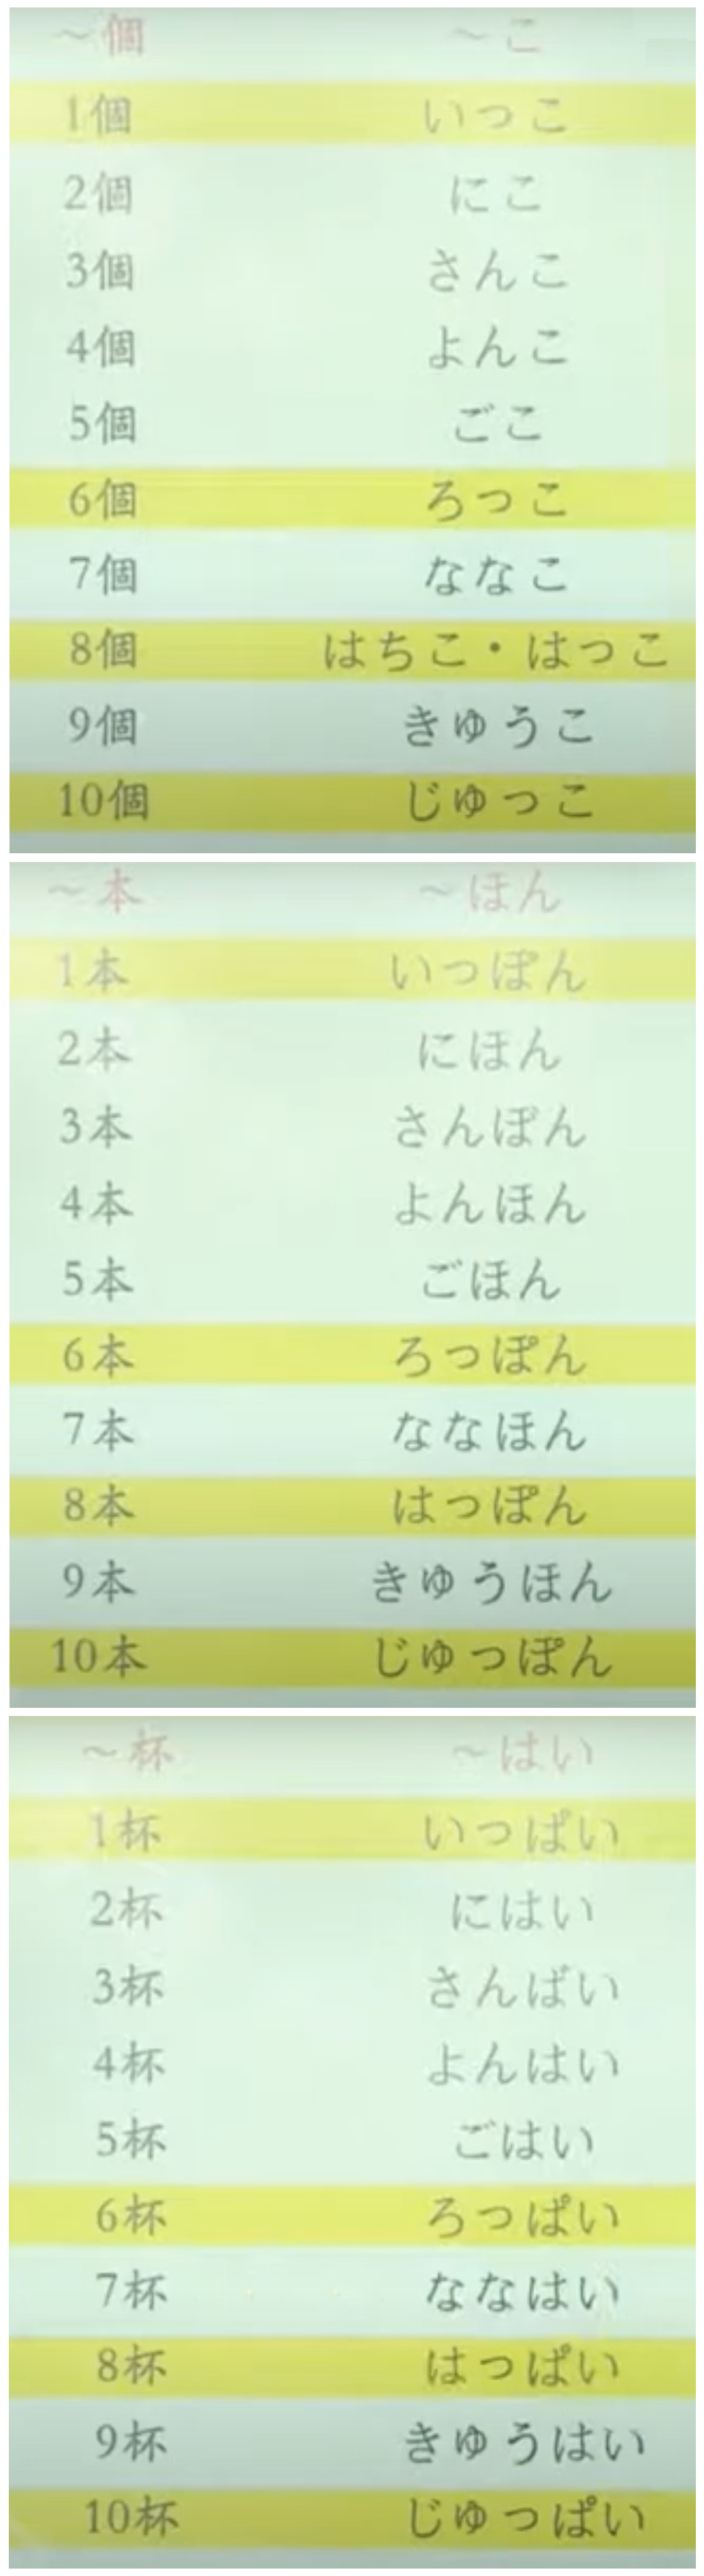 ～個 ～こ
1個 いっこ
2個 にこ
3個 さんこ
4個 よんこ
5個 ごこ
6個 ろっこ
7個 ななこ
8個 はちこ・はっこ
9個 きゅうこ
10個 じゅっこ
～本 ～ほん
1本 いっぽん
2本 にほん
3本 さんぼん
4本 よんほん
5本 ごほん
6本 ろっぽん
7本 ななほん
8本 はっぽん
9本 きゅうほん
10本 じゅっぽん
～杯 ～はい
1杯 いっぱい
2杯 にはい
3杯 さんばい
4杯 よんはい
5杯 ごはい
6杯 ろっぱい
7杯 ななはい
8杯 はっぱい
9杯 きゅうはい
10杯 じゅっぱい